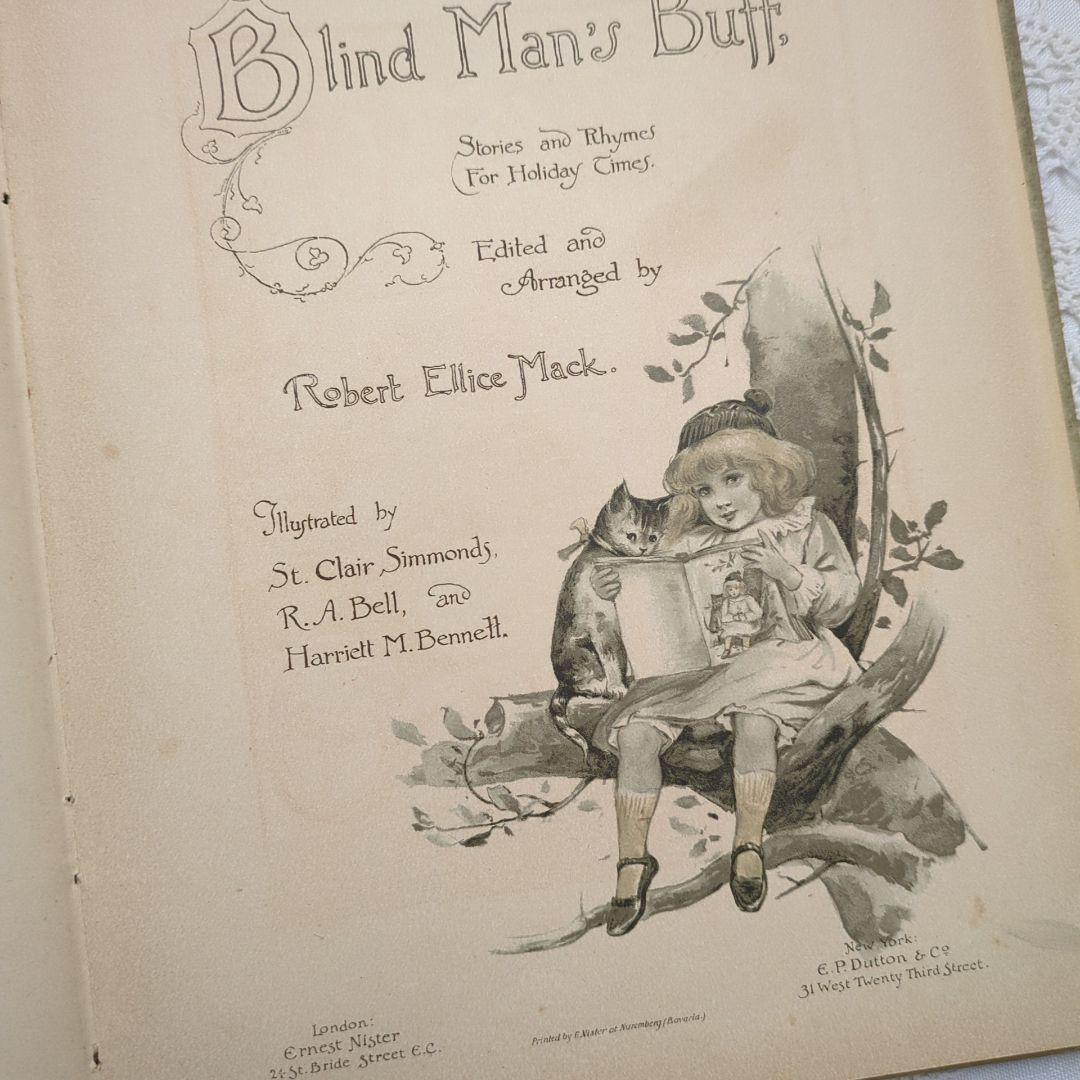 Blind Man's Buff,
Stories and Rhymes
For Holiday Times.
Edited and
Arranged by
Robert Ellice Mack.
Illustrated by
St. Clair Simmonds,
R. A. Bell, and
Harriett M. Bennett.
New York:
E. P. Dutton & Co
31 West Twenty Third Street.
London:
Ernest Nister
24 St. Bride Street E.C.
Printed by E. Nister at Nuremberg (Bavaria.)